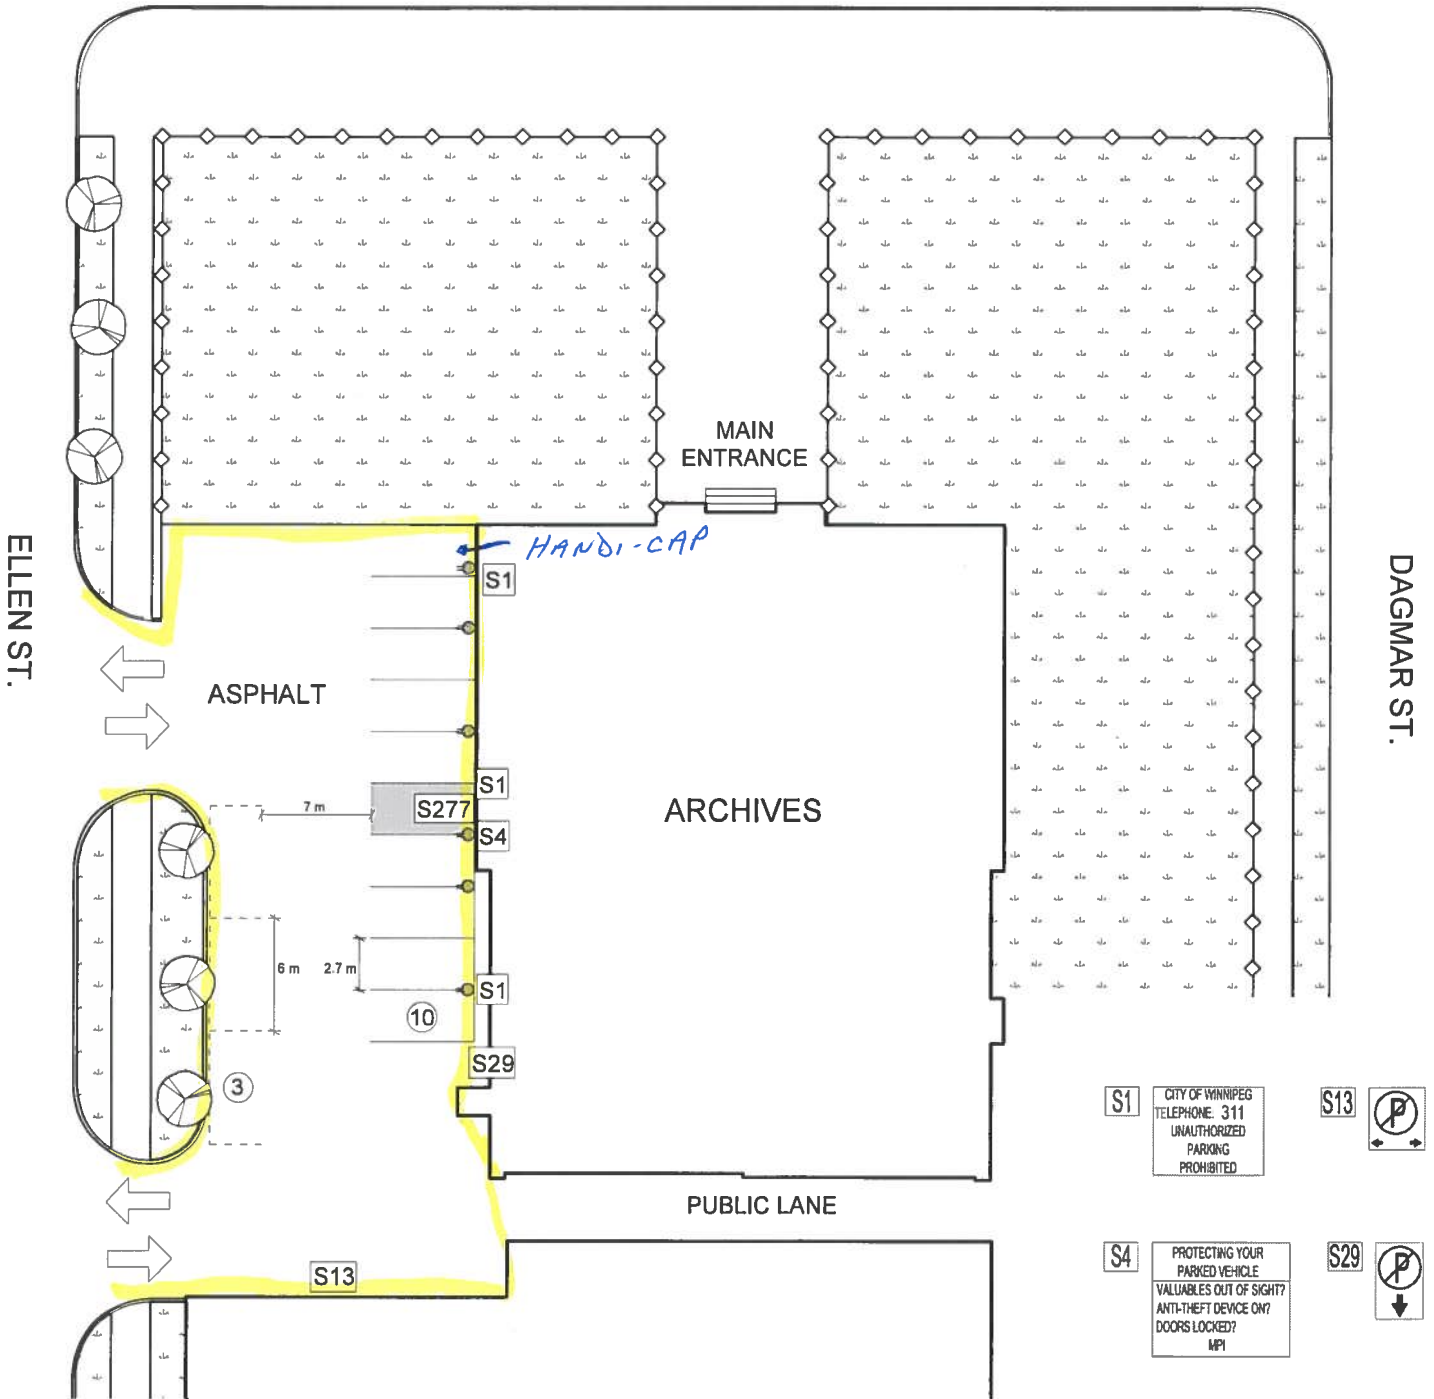 MAIN
ENTRANCE
HANDI-CAP
S1
ELLEN ST.
DAGMAR ST.
ASPHALT
S1
7 m
S277
ARCHIVES
S4
6 m
2.7 m
S1
10
S29
3
S1
CITY OF WINNIPEG
TELEPHONE. 311
UNAUTHORIZED
PARKING
PROHIBITED
S13
P
PUBLIC LANE
S4
PROTECTING YOUR
PARKED VEHICLE
VALUABLES OUT OF SIGHT?
ANTI-THEFT DEVICE ON?
DOORS LOCKED?
MPI
S29
P
S13